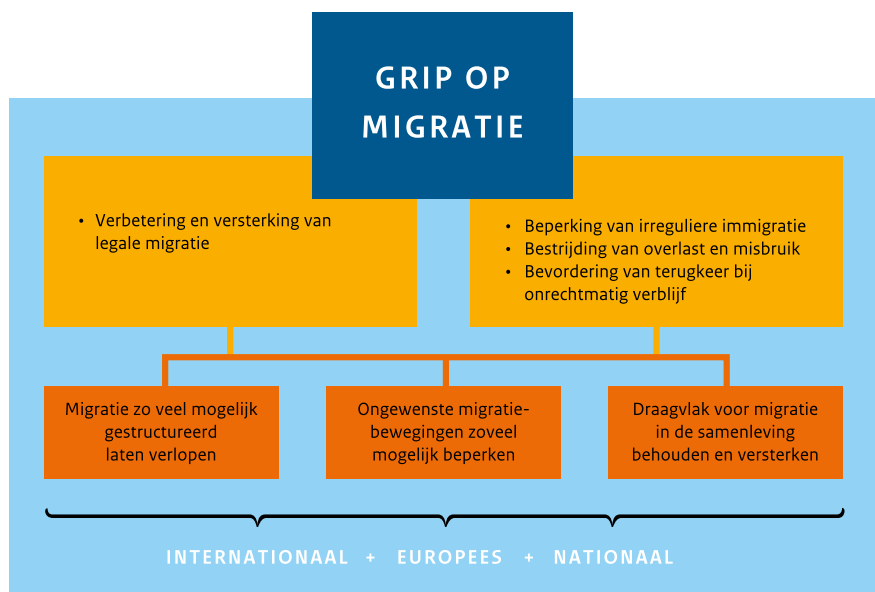 GRIP OP
MIGRATIE
• Verbetering en versterking van
legale migratie
• Beperking van irreguliere immigratie
• Bestrijding van overlast en misbruik
• Bevordering van terugkeer bij
onrechtmatig verblijf
Migratie zo veel mogelijk
gestructureerd
laten verlopen
Ongewenste migratie-
bewegingen zoveel
mogelijk beperken
Draagvlak voor migratie
in de samenleving
behouden en versterken
INTERNATIONAAL + EUROPEES + NATIONAAL